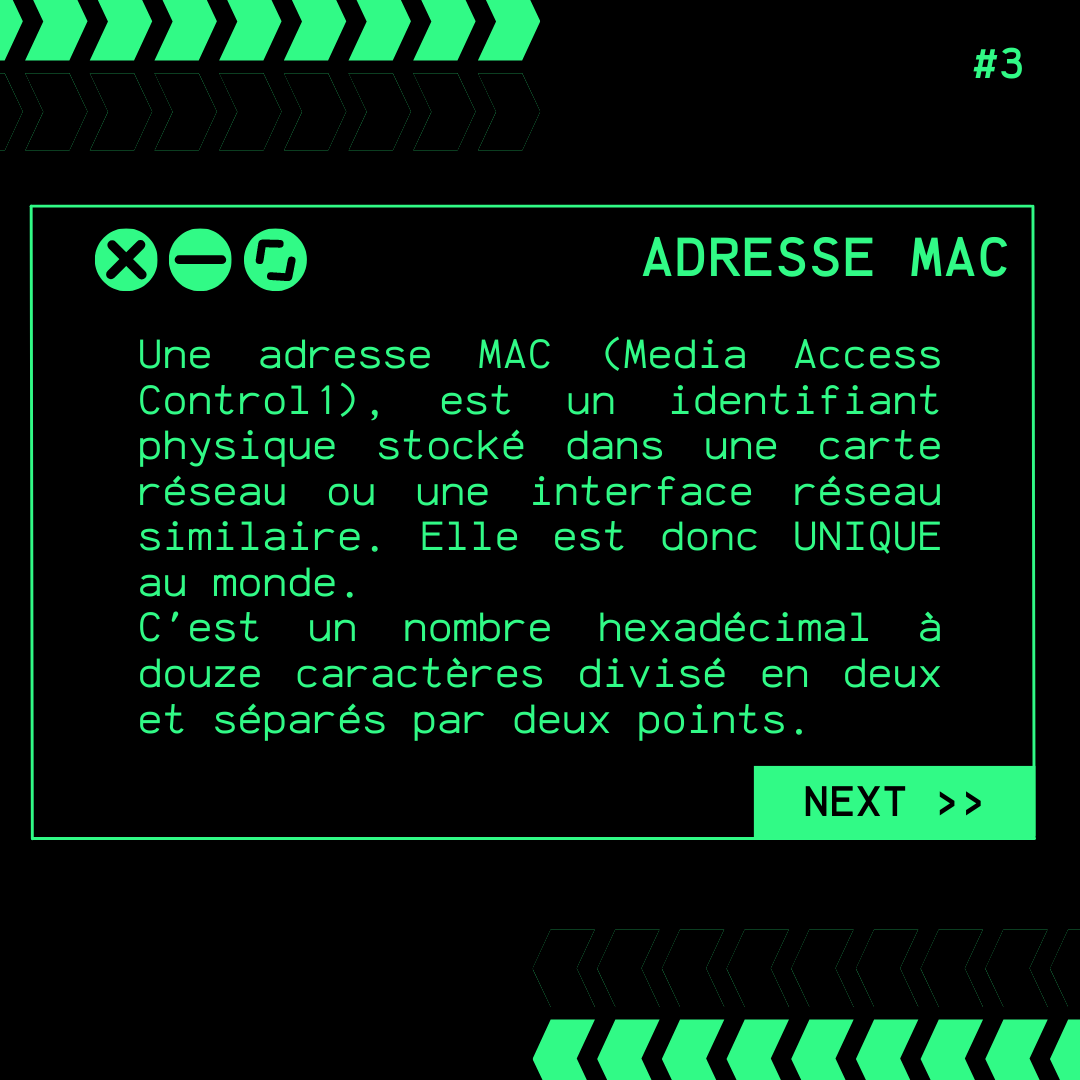 #3
ADRESSE MAC
Une adresse MAC (Media Access
Control1), est un identifiant
physique stocké dans une carte
réseau ou une interface réseau
similaire. Elle est donc UNIQUE
au monde.
C'est un nombre hexadécimal à
douze caractères divisé en deux
et séparés par deux points.
NEXT >>